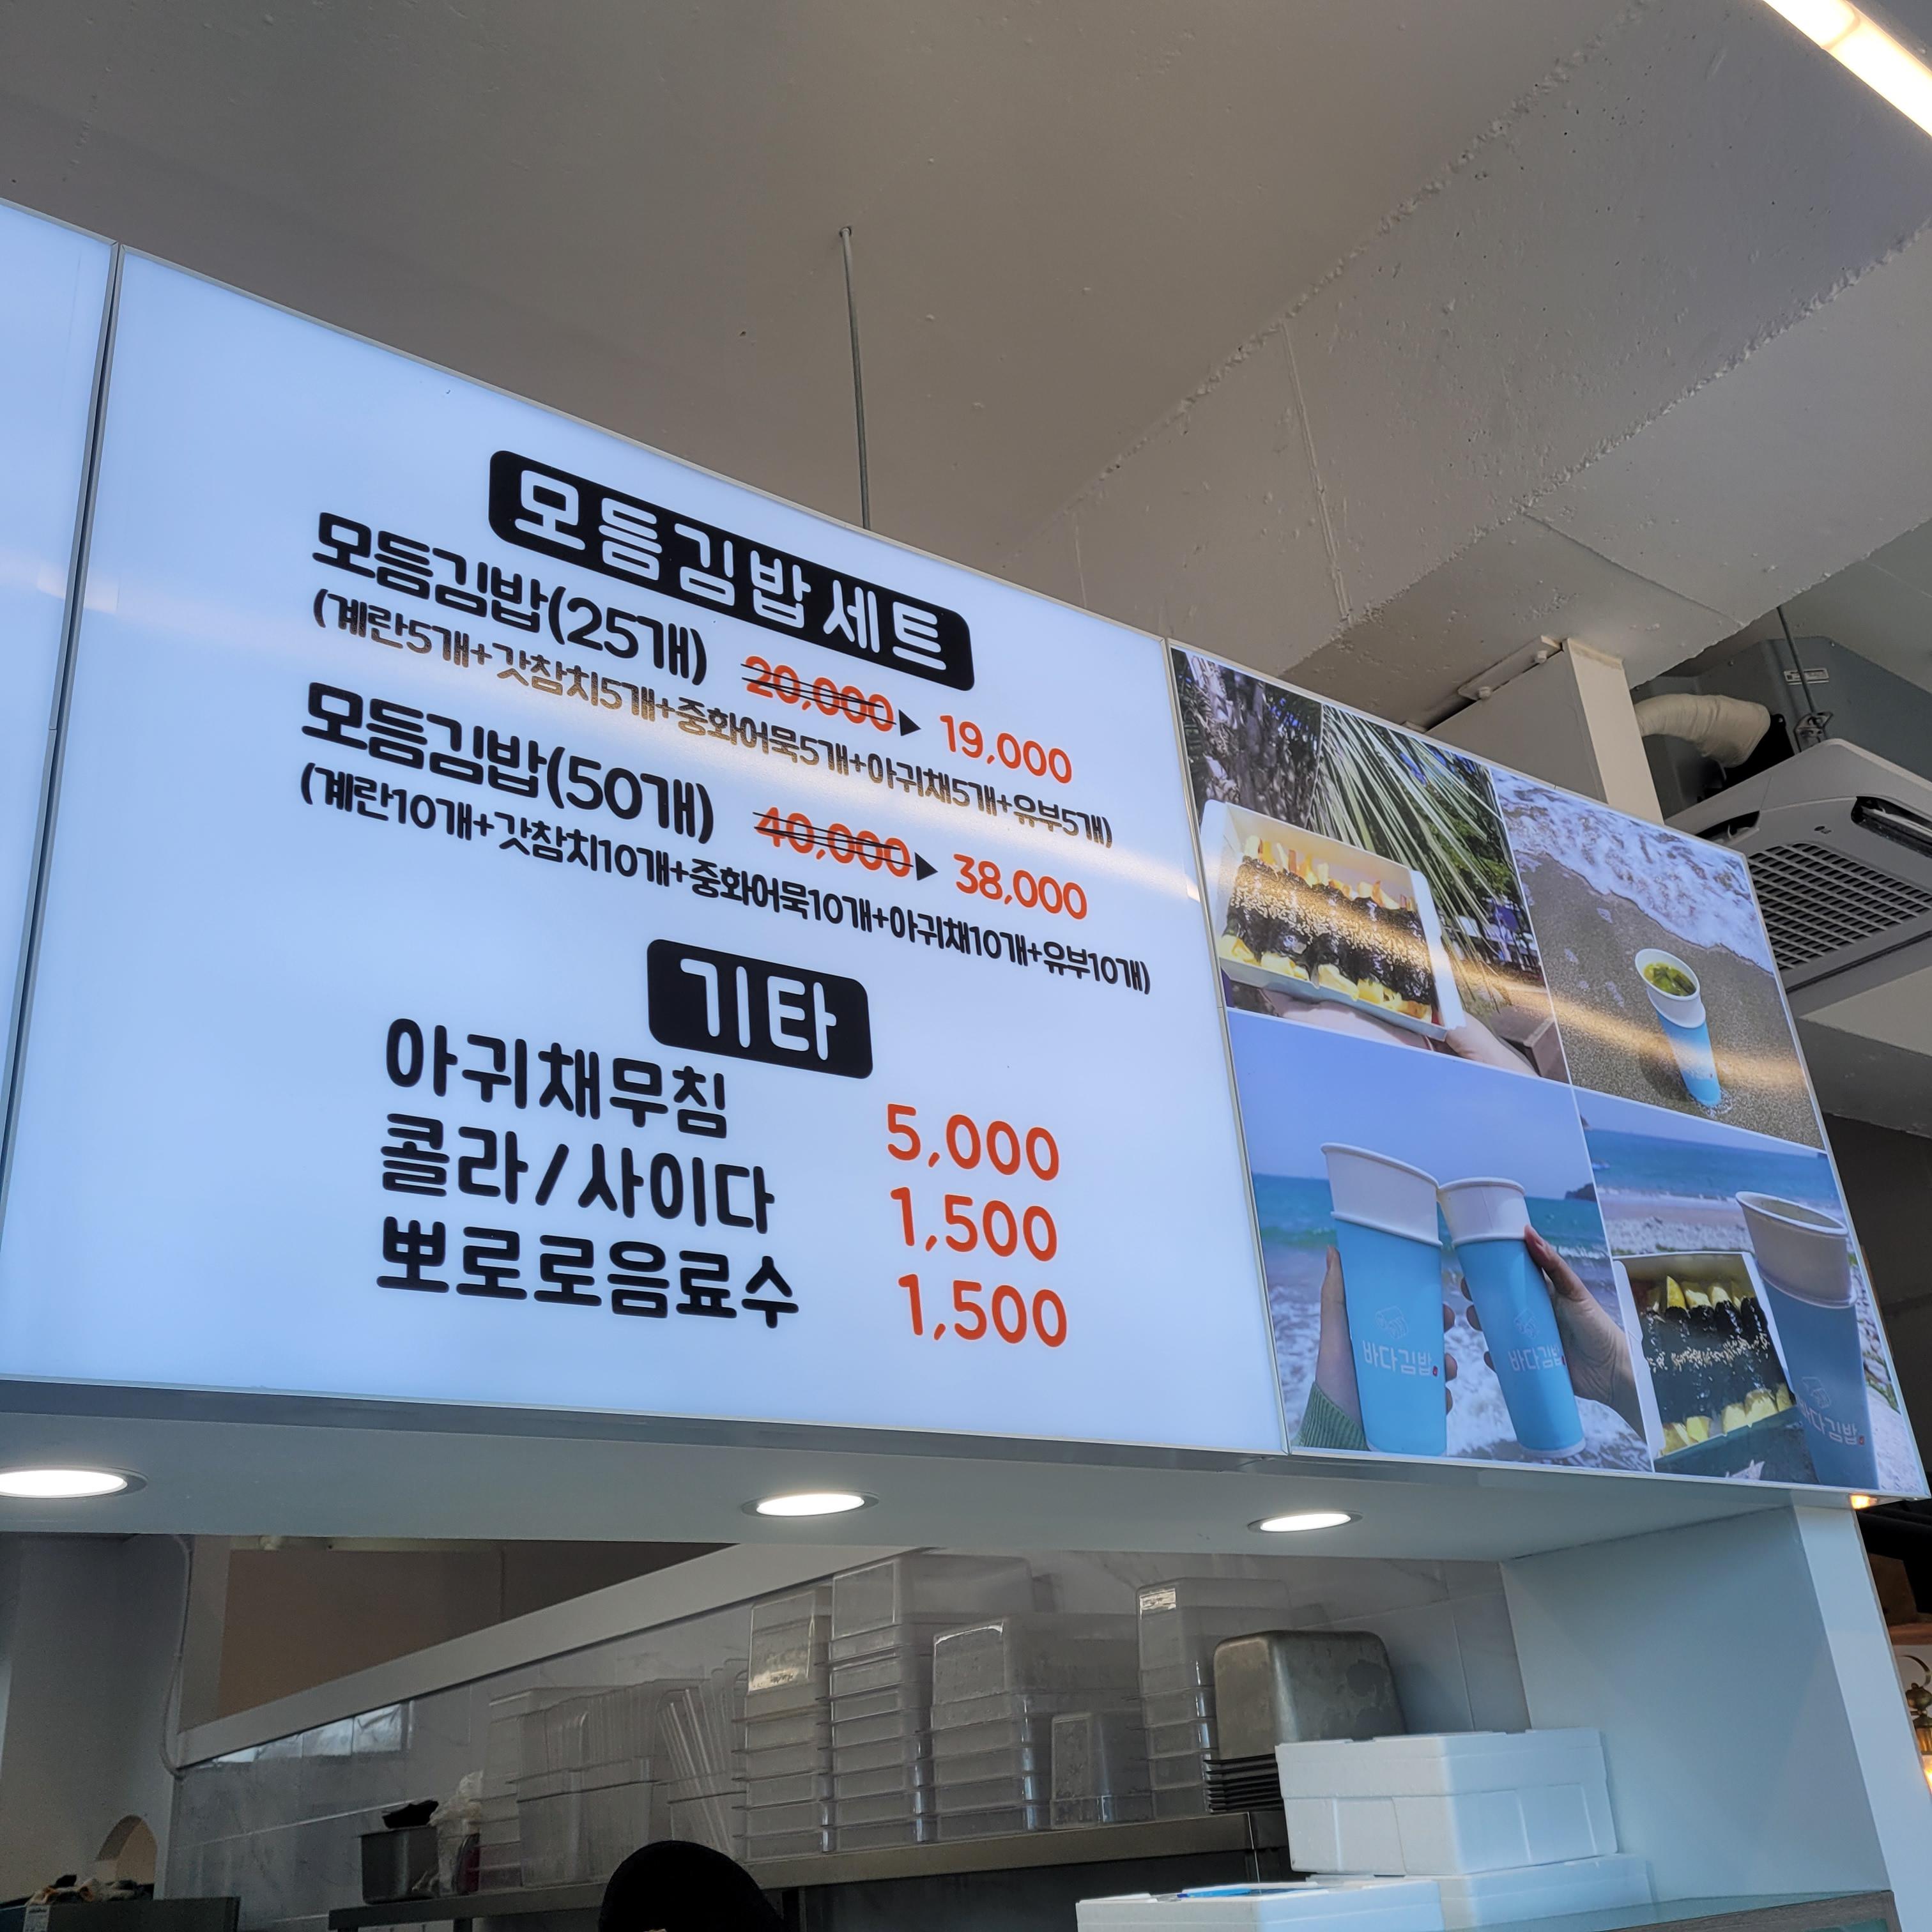 모듬김밥세트
모듬김밥(25개) 20,000▶19,000
(계란5개+갓참치5개+중화어묵5개+아귀채5개+유부5개)
모듬김밥(50개) 40,000▶38,000
(계란10개+갓참치10개+중화어묵10개+아귀채10개+유부10개)
기타
아귀채무침 5,000
콜라/사이다 1,500
뽀로로음료수 1,500
바다김밥
바다김밥
바다김밥